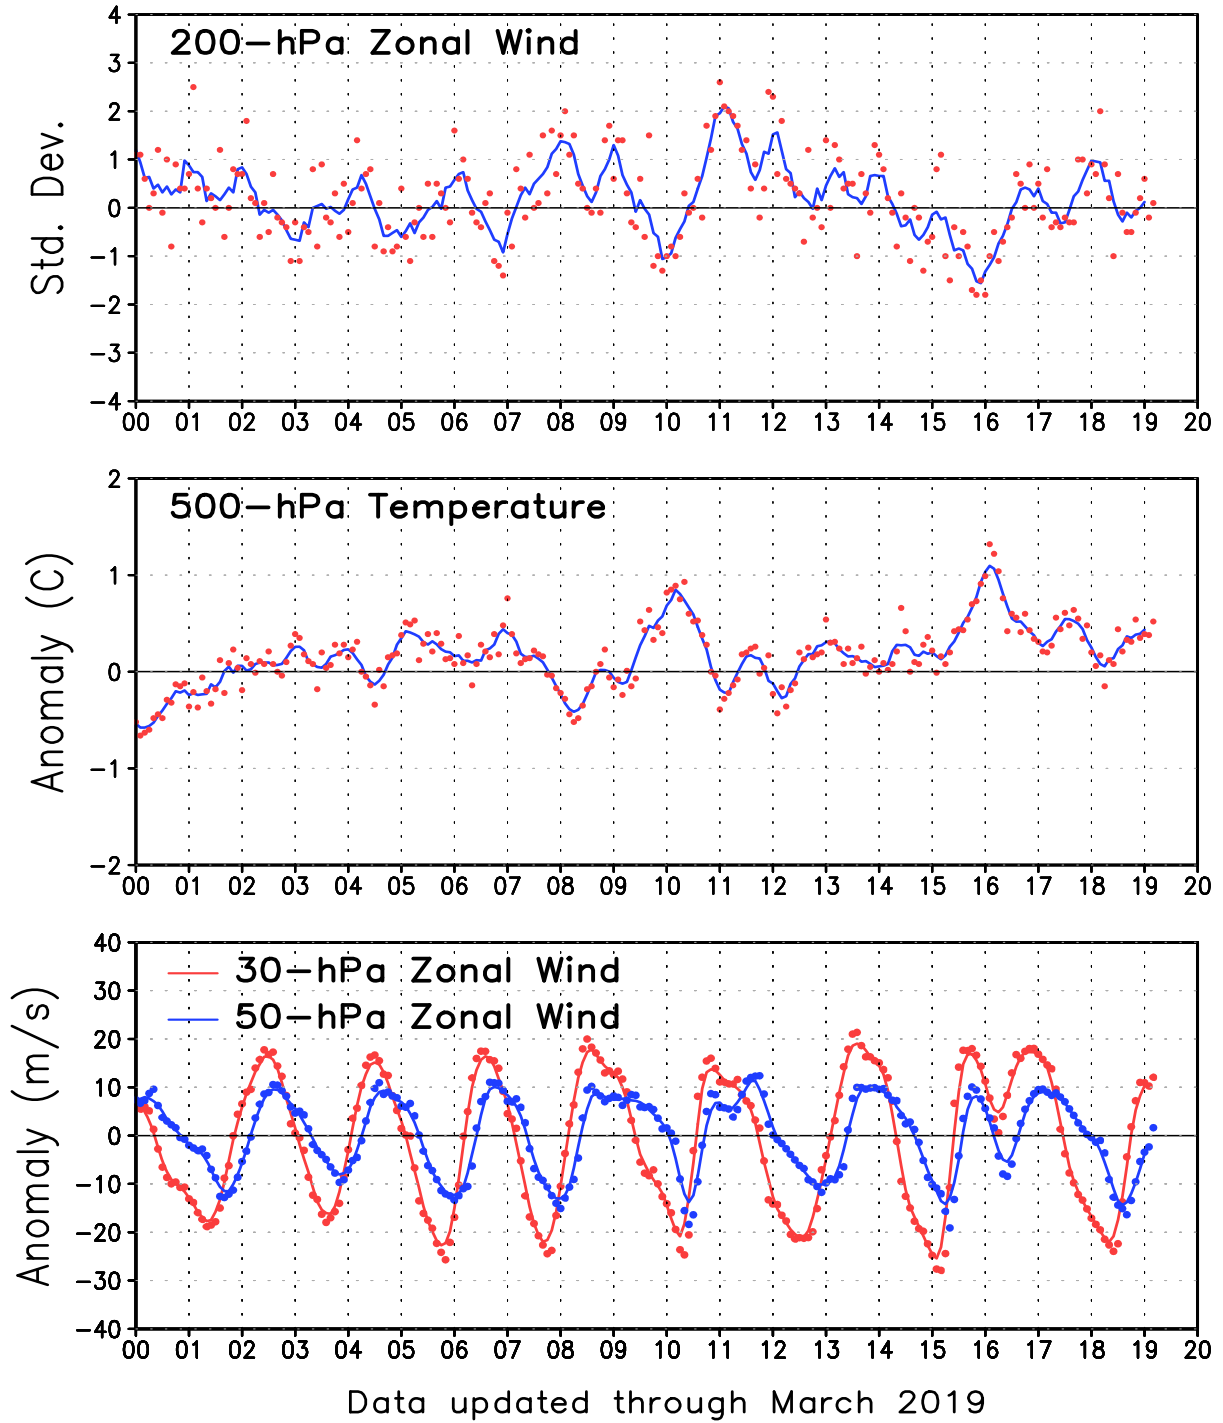 200-hPa Zonal Wind
Std. Dev.
4
3
2
1
0
-1
-2
-3
-4
00 01 02 03 04 05 06 07 08 09 10 11 12 13 14 15 16 17 18 19 20
500-hPa Temperature
Anomaly (C)
2
1
0
-1
-2
00 01 02 03 04 05 06 07 08 09 10 11 12 13 14 15 16 17 18 19 20
30-hPa Zonal Wind
50-hPa Zonal Wind
Anomaly (m/s)
40
30
20
10
0
-10
-20
-30
-40
00 01 02 03 04 05 06 07 08 09 10 11 12 13 14 15 16 17 18 19 20
Data updated through March 2019